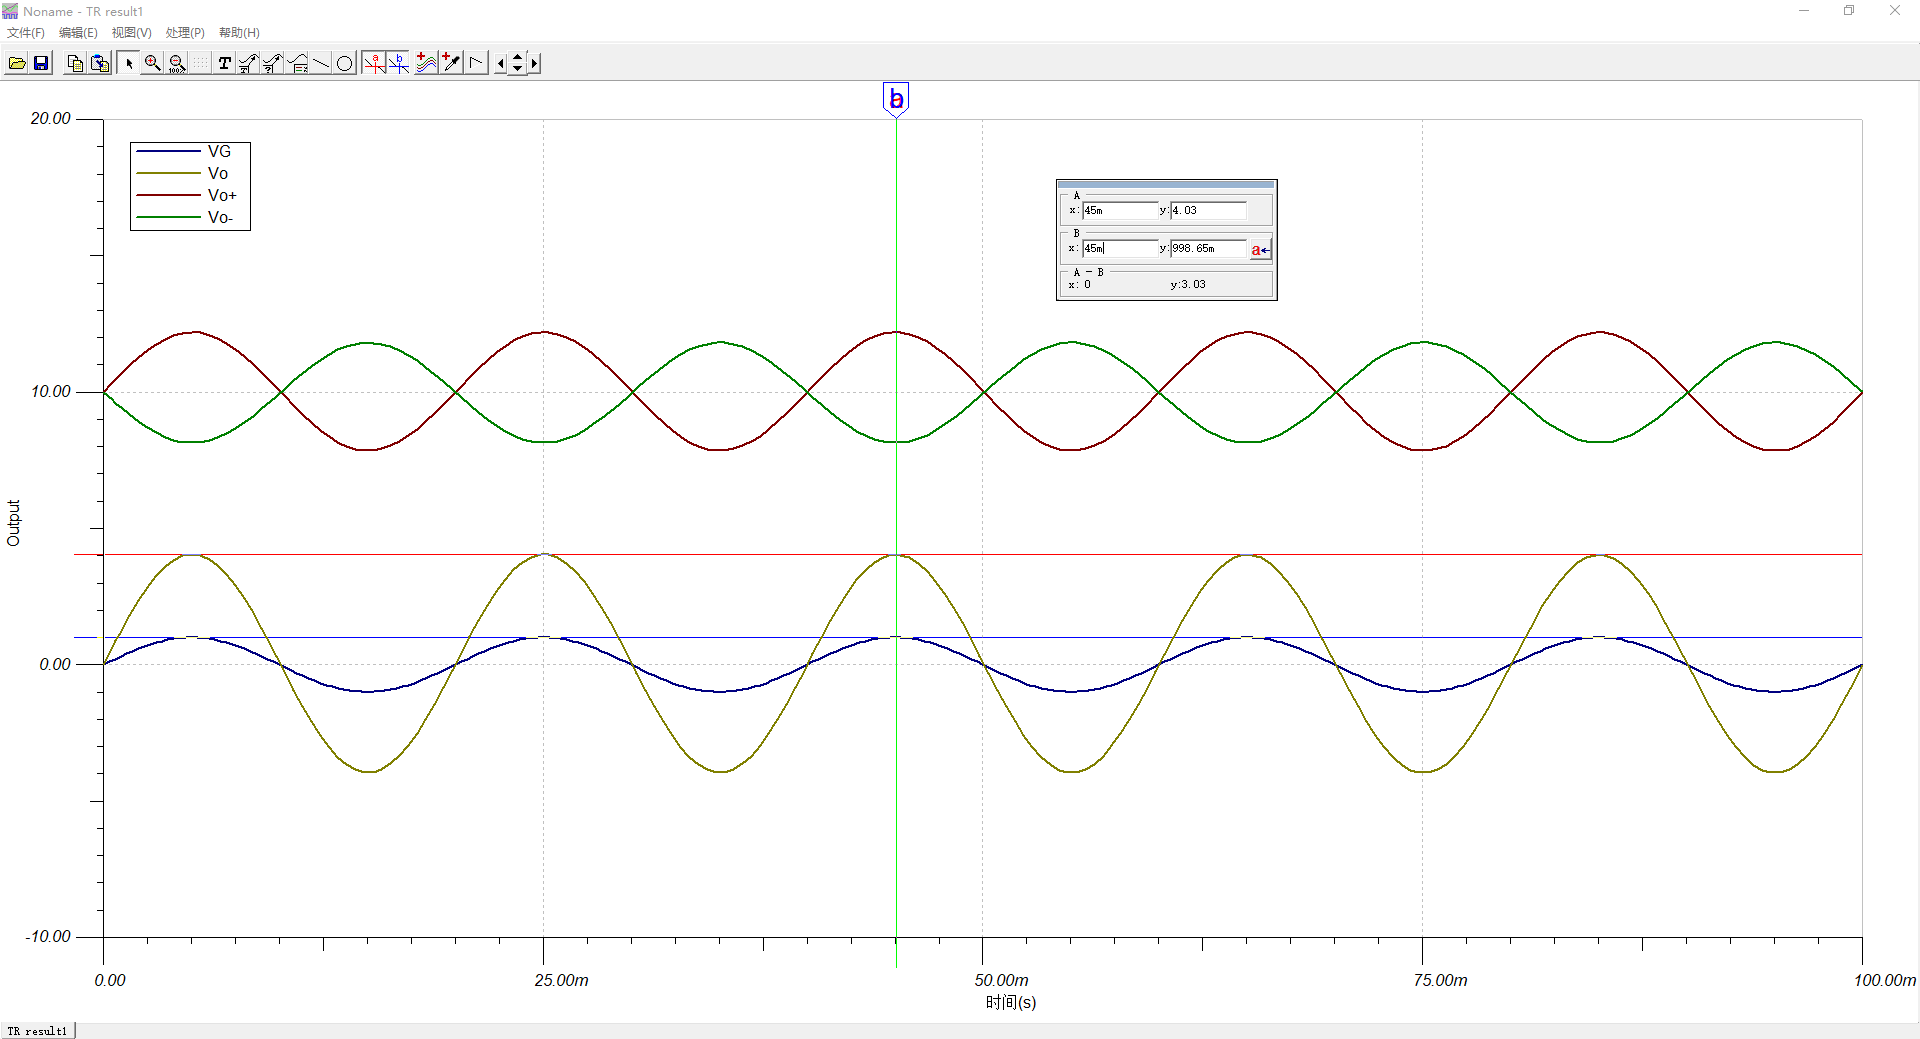 Noname - TR result1
文件(F) 编辑(E) 视图(V) 处理(P) 帮助(H)
T
100%
a
b
b
20.00
VG
Vo
Vo+
Vo-
A
x: 45m y: 4.03
B
x: 45m y: 998.65m a←
A - B
x: 0 y:3.03
10.00
Output
0.00
-10.00
0.00 25.00m 50.00m 75.00m 100.00m
时间(s)
TR result1